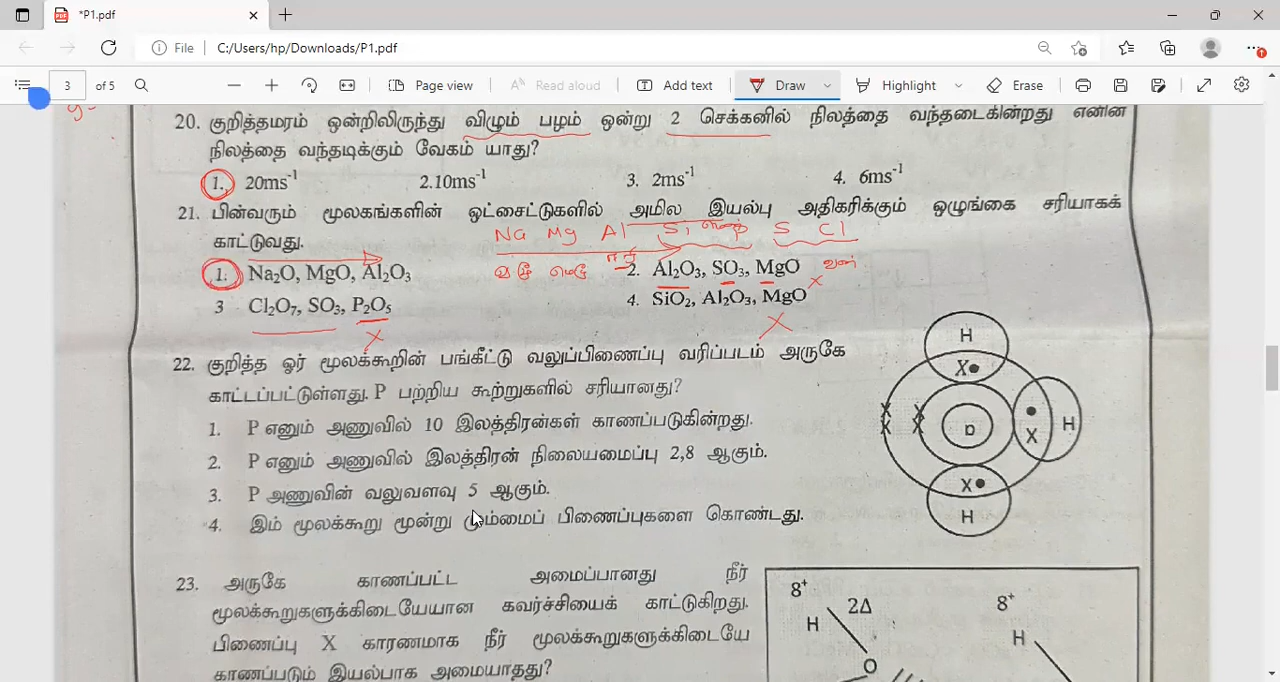 *P1.pdf
File C:/Users/hp/Downloads/P1.pdf
3 of 5 Page view Read aloud Add text Draw Highlight Erase
20. குறித்தமரம் ஒன்றிலிருந்து விழும் பழம் ஒன்று 2 செக்கனில் நிலத்தை வந்தடைகின்றது எனின்
நிலத்தை வந்தடிக்கும் வேகம் யாது?
1. 20ms⁻¹ 2.10ms⁻¹ 3. 2ms⁻¹ 4. 6ms⁻¹
21. பின்வரும் மூலகங்களின் ஒட்சைட்டுகளில் அமில இயல்பு அதிகரிக்கும் ஒழுங்கை சரியாகக்
காட்டுவது.
Na Mg Al Si P S Cl
1. Na₂O, MgO, Al₂O₃ 2. Al₂O₃, SO₃, MgO
3 Cl₂O₇, SO₃, P₂O₅ 4. SiO₂, Al₂O₃, MgO
22. குறித்த ஓர் மூலக்கூறின் பங்கீட்டு வலுப்பிணைப்பு வரிப்படம் அருகே
காட்டப்பட்டுள்ளது. P பற்றிய கூற்றுகளில் சரியானது?
1. P எனும் அணுவில் 10 இலத்திரன்கள் காணப்படுகின்றது.
2. P எனும் அணுவில் இலத்திரன் நிலையமைப்பு 2,8 ஆகும்.
3. P அணுவின் வலுவளவு 5 ஆகும்.
4. இம் மூலக்கூறு மூன்று மும்மைப் பிணைப்புகளை கொண்டது.
H
X
X X
X X
p
X
H
X
H
23. அருகே காணப்பட்ட அமைப்பானது நீர்
மூலக்கூறுகளுக்கிடையேயான கவர்ச்சியைக் காட்டுகிறது.
பிணைப்பு X காரணமாக நீர் மூலக்கூறுகளுக்கிடையே
காணப்படும் இயல்பாக அமையாதது?
8⁺ 2Δ 8⁺
H H
O